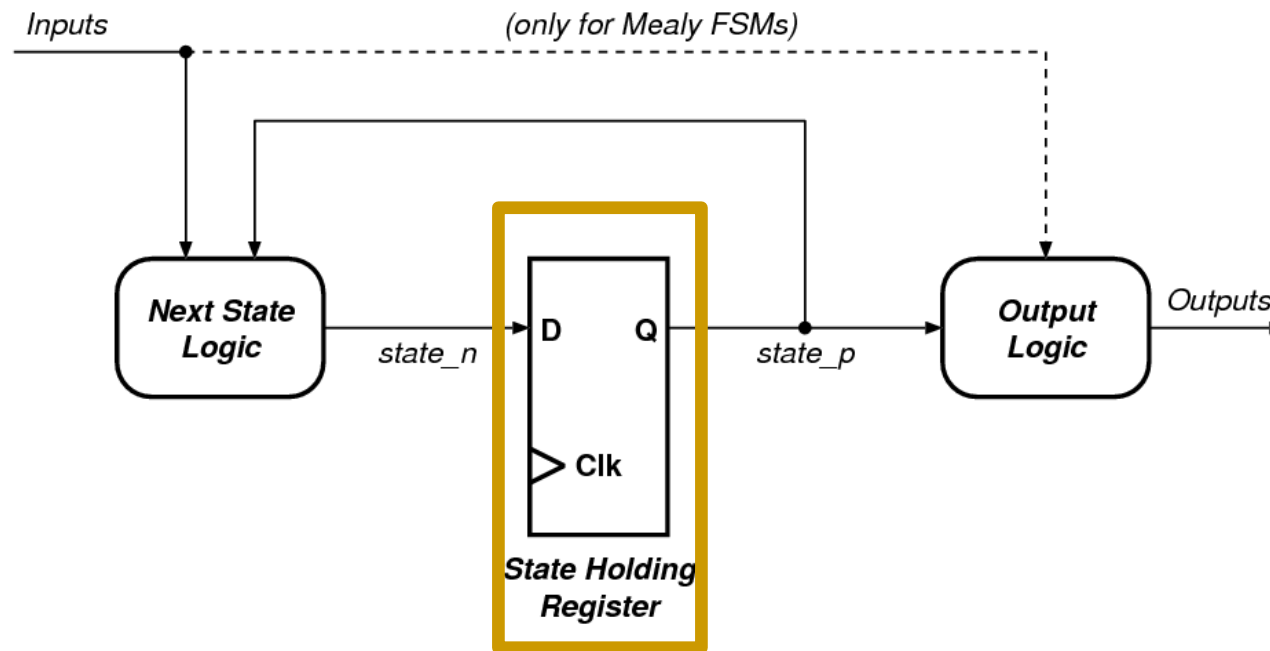 Inputs
(only for Mealy FSMs)
Next State
Logic
state_n
D
Q
Clk
State Holding
Register
state_p
Output
Logic
Outputs